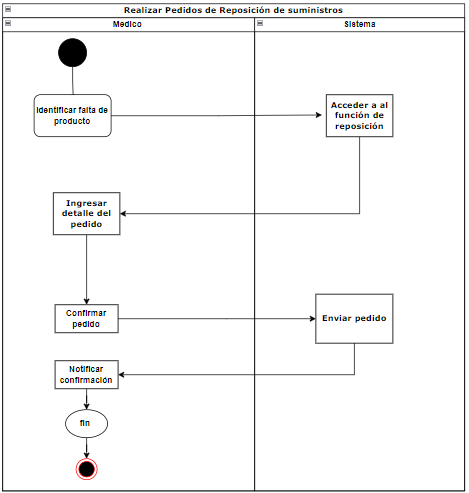 Realizar Pedidos de Reposición de suministros
Medico
Sistema
Identificar falta de
producto
Acceder a al
función de
reposición
Ingresar
detalle del
pedido
Confirmar
pedido
Enviar pedido
Notificar
confirmación
fin